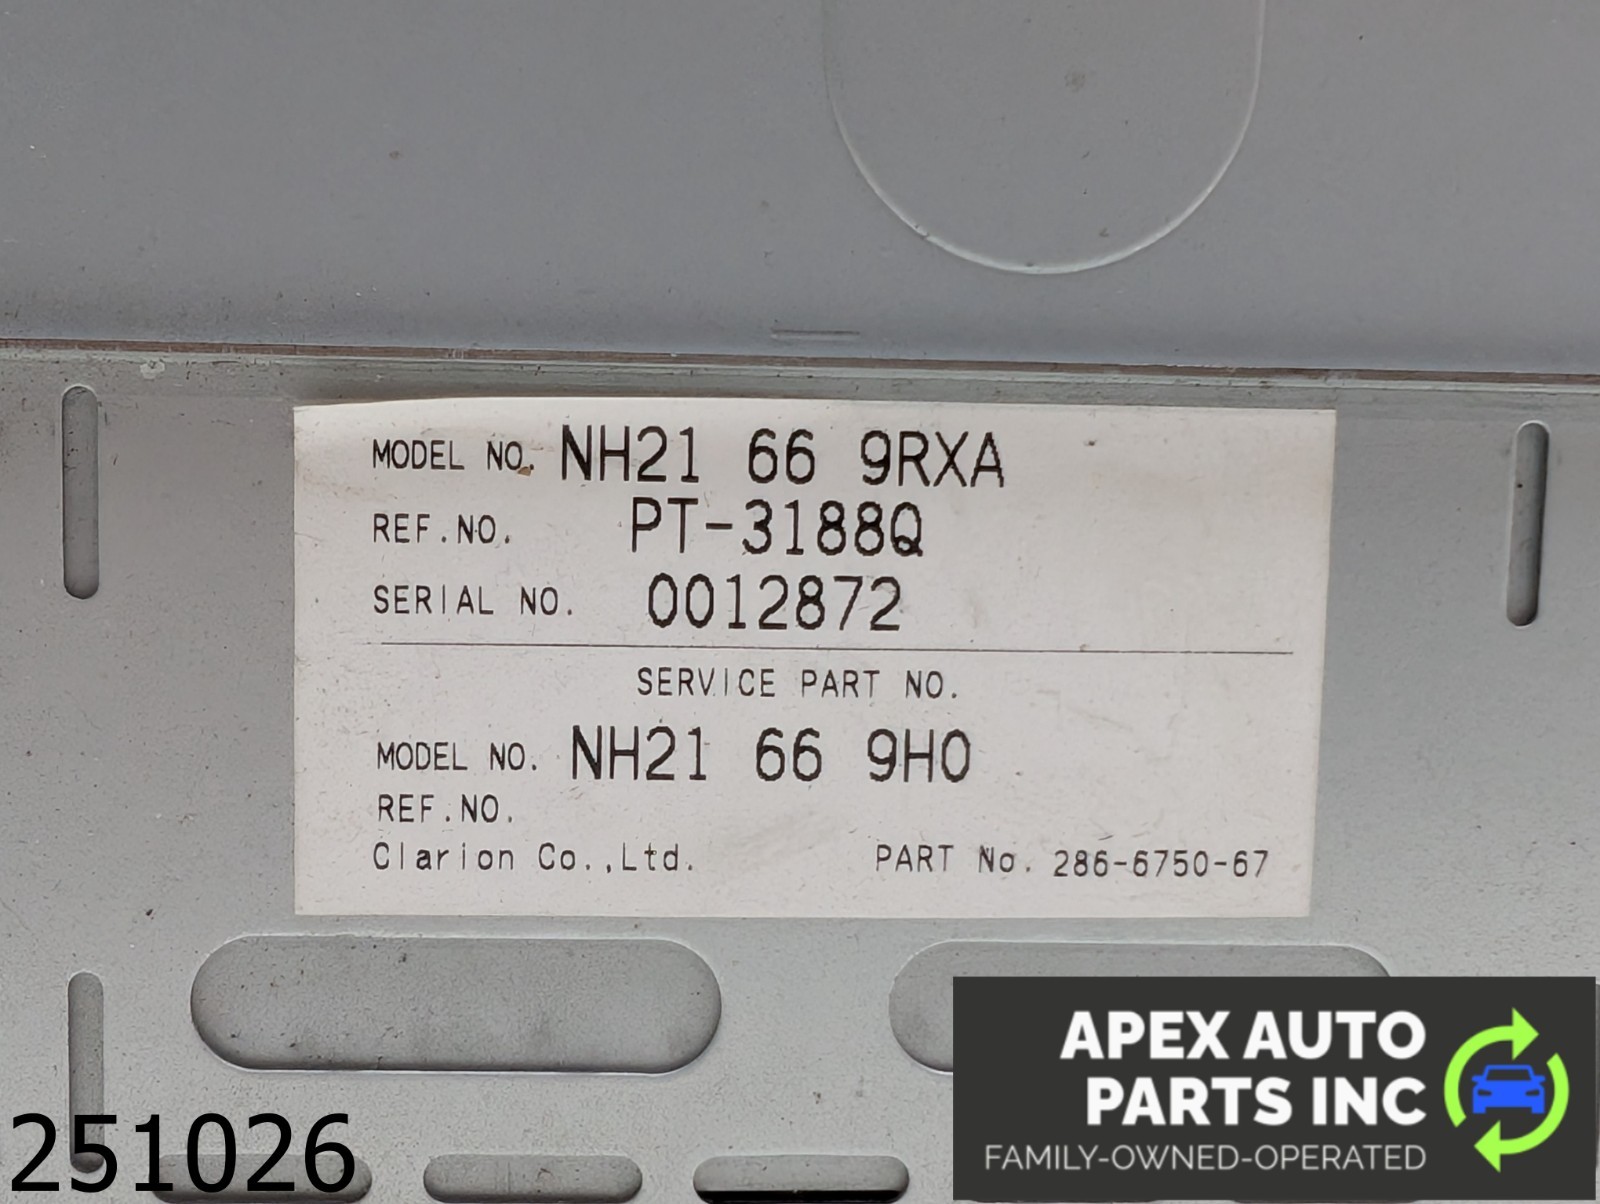 MODEL NO. NH21 66 9RXA
REF.NO. PT-3188Q
SERIAL NO. 0012872
SERVICE PART NO.
MODEL NO. NH21 66 9H0
REF.NO.
Clarion Co.,Ltd. PART No. 286-6750-67
APEX AUTO
PARTS INC
FAMILY-OWNED-OPERATED
251026